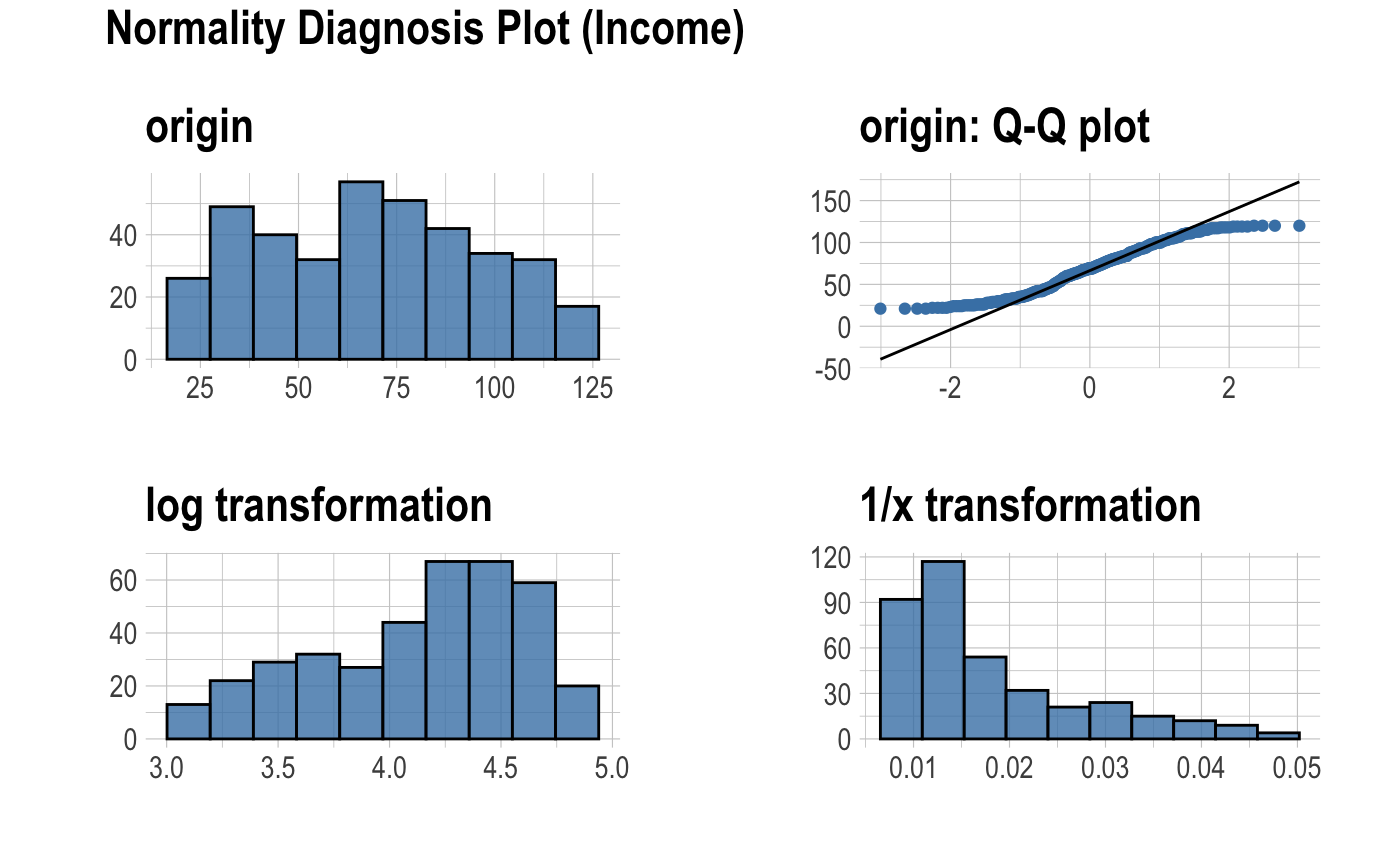 Normality Diagnosis Plot (Income)
origin
40
20
0
25 50 75 100 125
origin: Q-Q plot
150
100
50
0
-50
-2 0 2
log transformation
60
40
20
0
3.0 3.5 4.0 4.5 5.0
1/x transformation
120
90
60
30
0
0.01 0.02 0.03 0.04 0.05